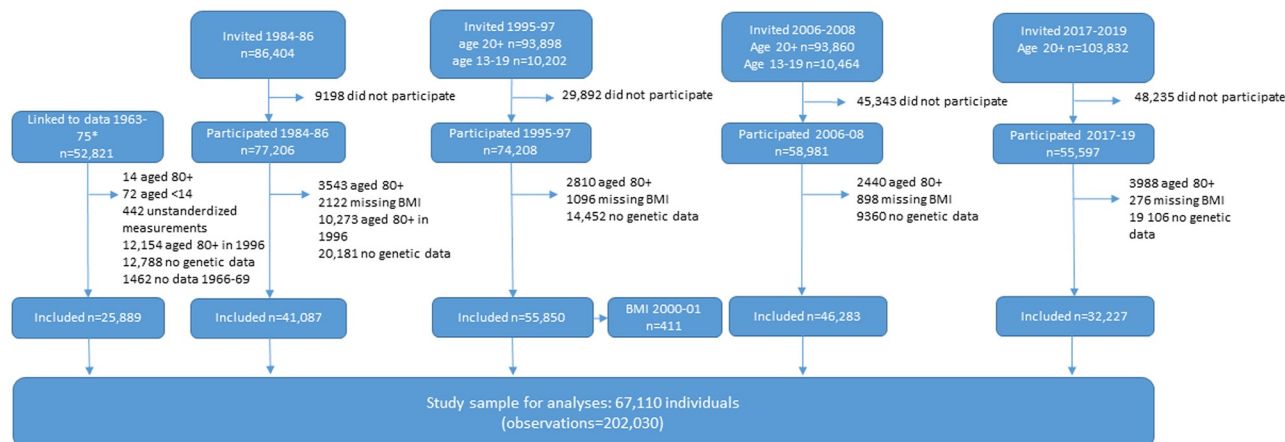 Invited 1984-86
n=86,404
Invited 1995-97
age 20+ n=93,898
age 13-19 n=10,202
Invited 2006-2008
Age 20+ n=93,860
Age 13-19 n=10,464
Invited 2017-2019
Age 20+ n=103,832
9198 did not participate
29,892 did not participate
45,343 did not participate
48,235 did not participate
Linked to data 1963-
75*
n=52,821
Participated 1984-86
n=77,206
Participated 1995-97
n=74,208
Participated 2006-08
n=58,981
Participated 2017-19
n=55,597
14 aged 80+
72 aged <14
442 unstanderdized
measurements
12,154 aged 80+ in 1996
12,788 no genetic data
1462 no data 1966-69
3543 aged 80+
2122 missing BMI
10,273 aged 80+ in
1996
20,181 no genetic data
2810 aged 80+
1096 missing BMI
14,452 no genetic data
2440 aged 80+
898 missing BMI
9360 no genetic data
3988 aged 80+
276 missing BMI
19 106 no genetic
data
Included n=25,889
Included n=41,087
Included n=55,850
BMI 2000-01
n=411
Included n=46,283
Included n=32,227
Study sample for analyses: 67,110 individuals
(observations=202,030)